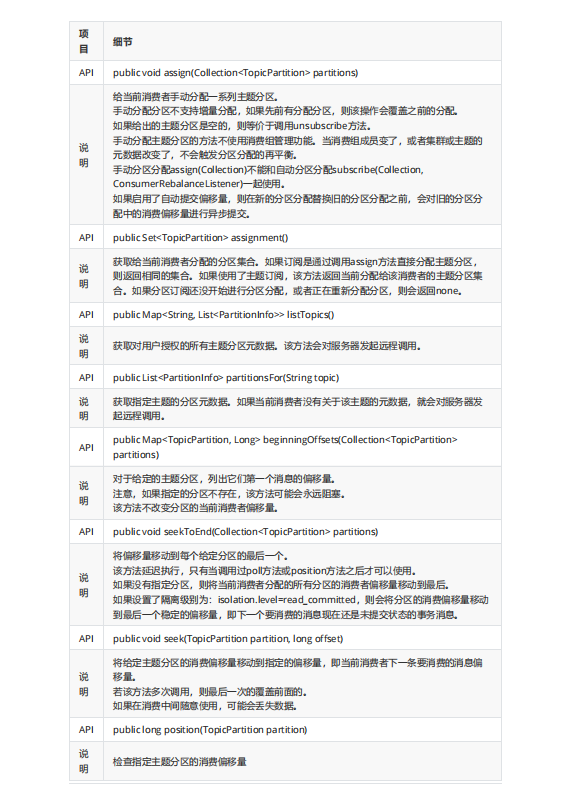 项
目
细节
API
public void assign(Collection<TopicPartition> partitions)
说
明
给当前消费者手动分配一系列主题分区。
手动分配分区不支持增量分配，如果先前有分配分区，则该操作会覆盖之前的分配。
如果给出的主题分区是空的，则等价于调用unsubscribe方法。
手动分配主题分区的方法不使用消费组管理功能。当消费组成员变了，或者集群或主题的
元数据改变了，不会触发分区分配的再平衡。
手动分区分配assign(Collection)不能和自动分区分配subscribe(Collection,
ConsumerRebalanceListener)一起使用。
如果启用了自动提交偏移量，则在新的分区分配替换旧的分区分配之前，会对旧的分区分
配中的消费偏移量进行异步提交。
API
public Set<TopicPartition> assignment()
说
明
获取给当前消费者分配的分区集合。如果订阅是通过调用assign方法直接分配主题分区，
则返回相同的集合。如果使用了主题订阅，该方法返回当前分配给该消费者的主题分区集
合。如果分区订阅还没开始进行分区分配，或者正在重新分配分区，则会返回none。
API
public Map<String, List<PartitionInfo>> listTopics()
说
明
获取对用户授权的所有主题分区元数据。该方法会对服务器发起远程调用。
API
public List<PartitionInfo> partitionsFor(String topic)
说
明
获取指定主题的分区元数据。如果当前消费者没有关于该主题的元数据，就会对服务器发
起远程调用。
API
public Map<TopicPartition, Long> beginningOffsets(Collection<TopicPartition>
partitions)
说
明
对于给定的主题分区，列出它们第一个消息的偏移量。
注意，如果指定的分区不存在，该方法可能会永远阻塞。
该方法不改变分区的当前消费者偏移量。
API
public void seekToEnd(Collection<TopicPartition> partitions)
说
明
将偏移量移动到每个给定分区的最后一个。
该方法延迟执行，只有当调用过poll方法或position方法之后才可以使用。
如果没有指定分区，则将当前消费者分配的所有分区的消费者偏移量移动到最后。
如果设置了隔离级别为：isolation.level=read_committed，则会将分区的消费偏移量移动
到最后一个稳定的偏移量，即下一个要消费的消息现在还是未提交状态的事务消息。
API
public void seek(TopicPartition partition, long offset)
说
明
将给定主题分区的消费偏移量移动到指定的偏移量，即当前消费者下一条要消费的消息偏
移量。
若该方法多次调用，则最后一次的覆盖前面的。
如果在消费中间随意使用，可能会丢失数据。
API
public long position(TopicPartition partition)
说
明
检查指定主题分区的消费偏移量